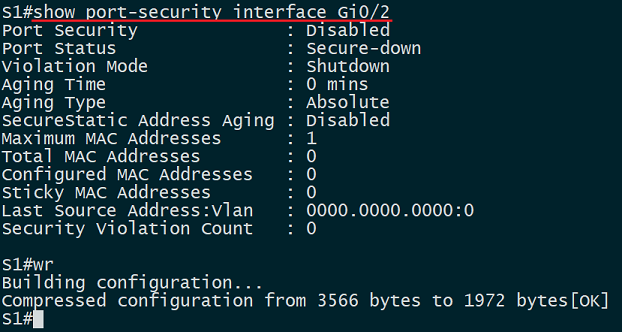 S1#show port-security interface Gi0/2
Port Security              : Disabled
Port Status                : Secure-down
Violation Mode             : Shutdown
Aging Time                 : 0 mins
Aging Type                 : Absolute
SecureStatic Address Aging : Disabled
Maximum MAC Addresses      : 1
Total MAC Addresses        : 0
Configured MAC Addresses   : 0
Sticky MAC Addresses       : 0
Last Source Address:Vlan   : 0000.0000.0000:0
Security Violation Count   : 0
S1#wr
Building configuration...
Compressed configuration from 3566 bytes to 1972 bytes[OK]
S1#